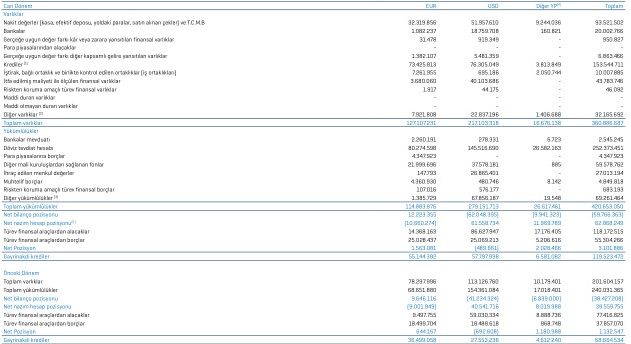 Cari Dönem EUR USD Diğer YP Toplam
Varlıklar
Nakit değerler (kasa, efektif deposu, yoldaki paralar, satın alınan çekler) ve T.C.M.B 32.319.856 51.957.610 9.244.036 93.521.502
Bankalar 1.082.237 18.759.708 160.821 20.002.766
Gerçeğe uygun değer farkı kâr veya zarara yansıtılan finansal varlıklar 31.478 919.349 - 950.827
Para piyasalarından alacaklar - - - -
Gerçeğe uygun değer farkı diğer kapsamlı gelire yansıtılan varlıklar 1.382.107 5.481.359 - 6.863.466
Krediler 73.425.813 76.305.049 3.813.849 153.544.711
İştirak, bağlı ortaklık ve birlikte kontrol edilen ortaklıklar (iş ortaklıkları) 7.261.955 695.186 2.050.744 10.007.885
İtfa edilmiş maliyeti ile ölçülen finansal varlıklar 3.680.060 40.103.686 - 43.783.746
Riskten koruma amaçlı türev finansal varlıklar 1.917 44.175 - 46.092
Maddi duran varlıklar - - - -
Maddi olmayan duran varlıklar - - - -
Diğer varlıklar 7.921.808 22.837.196 1.406.688 32.165.692
Toplam varlıklar 127.107.231 217.103.318 16.676.138 360.886.687
Yükümlülükler
Bankalar mevduatı 2.260.191 278.331 6.723 2.545.245
Döviz tevdiat hesabı 80.274.598 145.516.690 26.582.163 252.373.451
Para piyasalarına borçlar 4.347.923 - - 4.347.923
Diğer mali kuruluşlardan sağlanan fonlar 21.999.696 37.578.181 885 59.578.762
İhraç edilen menkul değerler 147.793 26.865.401 - 27.013.194
Muhtelif borçlar 4.360.930 480.746 8.142 4.849.818
Riskten koruma amaçlı türev finansal borçlar 107.016 576.177 - 683.193
Diğer yükümlülükler 1.385.729 67.856.187 19.548 69.261.464
Toplam yükümlülükler 114.883.876 279.151.713 26.617.461 420.653.050
Net bilanço pozisyonu 12.223.355 (62.048.395) (9.941.323) (59.766.363)
Net nazım hesap pozisyonu (10.660.274) 61.558.734 11.969.789 62.868.249
Türev finansal araçlardan alacaklar 14.368.163 86.627.947 17.176.405 118.172.515
Türev finansal araçlardan borçlar 25.028.437 25.069.213 5.206.616 55.304.266
Net Pozisyon 1.563.081 (489.661) 2.028.466 3.101.886
Gayrinakdi krediler 55.144.392 57.797.998 6.581.082 119.523.472
Önceki Dönem
Toplam varlıklar 78.297.996 113.126.760 10.179.401 201.604.157
Toplam yükümlülükler 68.651.880 154.361.084 17.018.401 240.031.365
Net bilanço pozisyonu 9.646.116 (41.234.324) (6.839.000) (38.427.208)
Net nazım hesap pozisyonu (9.001.949) 40.541.716 8.019.988 39.559.755
Türev finansal araçlardan alacaklar 9.497.755 59.030.334 8.888.736 77.416.825
Türev finansal araçlardan borçlar 18.499.704 18.488.618 868.748 37.857.070
Net Pozisyon 644.167 (692.608) 1.180.988 1.132.547
Gayrinakdi krediler 36.499.058 27.553.236 4.612.240 68.664.534